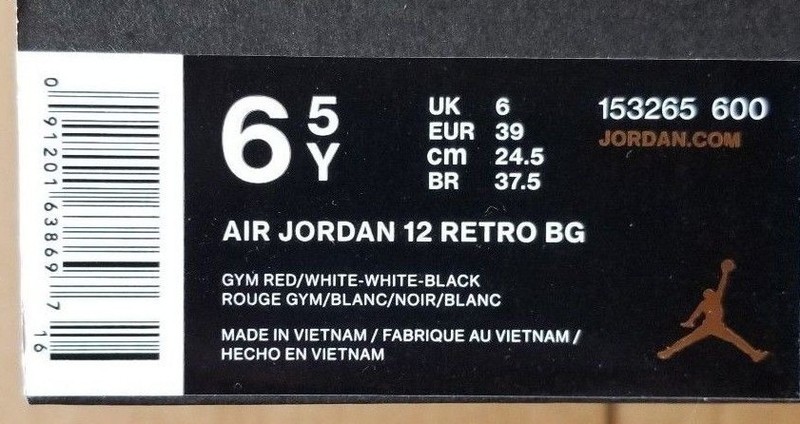 0 91201 63869 7 16
6 5
Y
UK 6
EUR 39
cm 24.5
BR 37.5
153265 600
JORDAN.COM
AIR JORDAN 12 RETRO BG
GYM RED/WHITE-WHITE-BLACK
ROUGE GYM/BLANC/NOIR/BLANC
MADE IN VIETNAM / FABRIQUE AU VIETNAM /
HECHO EN VIETNAM